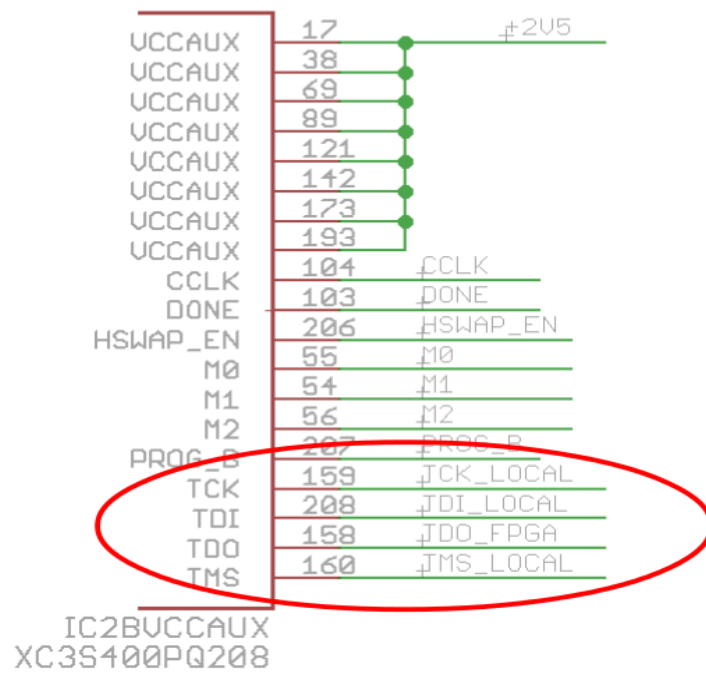 VCCAUX 17 +2V5
VCCAUX 38
VCCAUX 69
VCCAUX 89
VCCAUX 121
VCCAUX 142
VCCAUX 173
VCCAUX 193
CCLK 104 CCLK
DONE 103 DONE
HSWAP_EN 206 HSWAP_EN
M0 55 M0
M1 54 M1
M2 56 M2
PROG_B 207 PROG_B
TCK 159 TCK_LOCAL
TDI 208 TDI_LOCAL
TDO 158 TDO_FPGA
TMS 160 TMS_LOCAL
IC2BVCCAUX
XC3S400PQ208